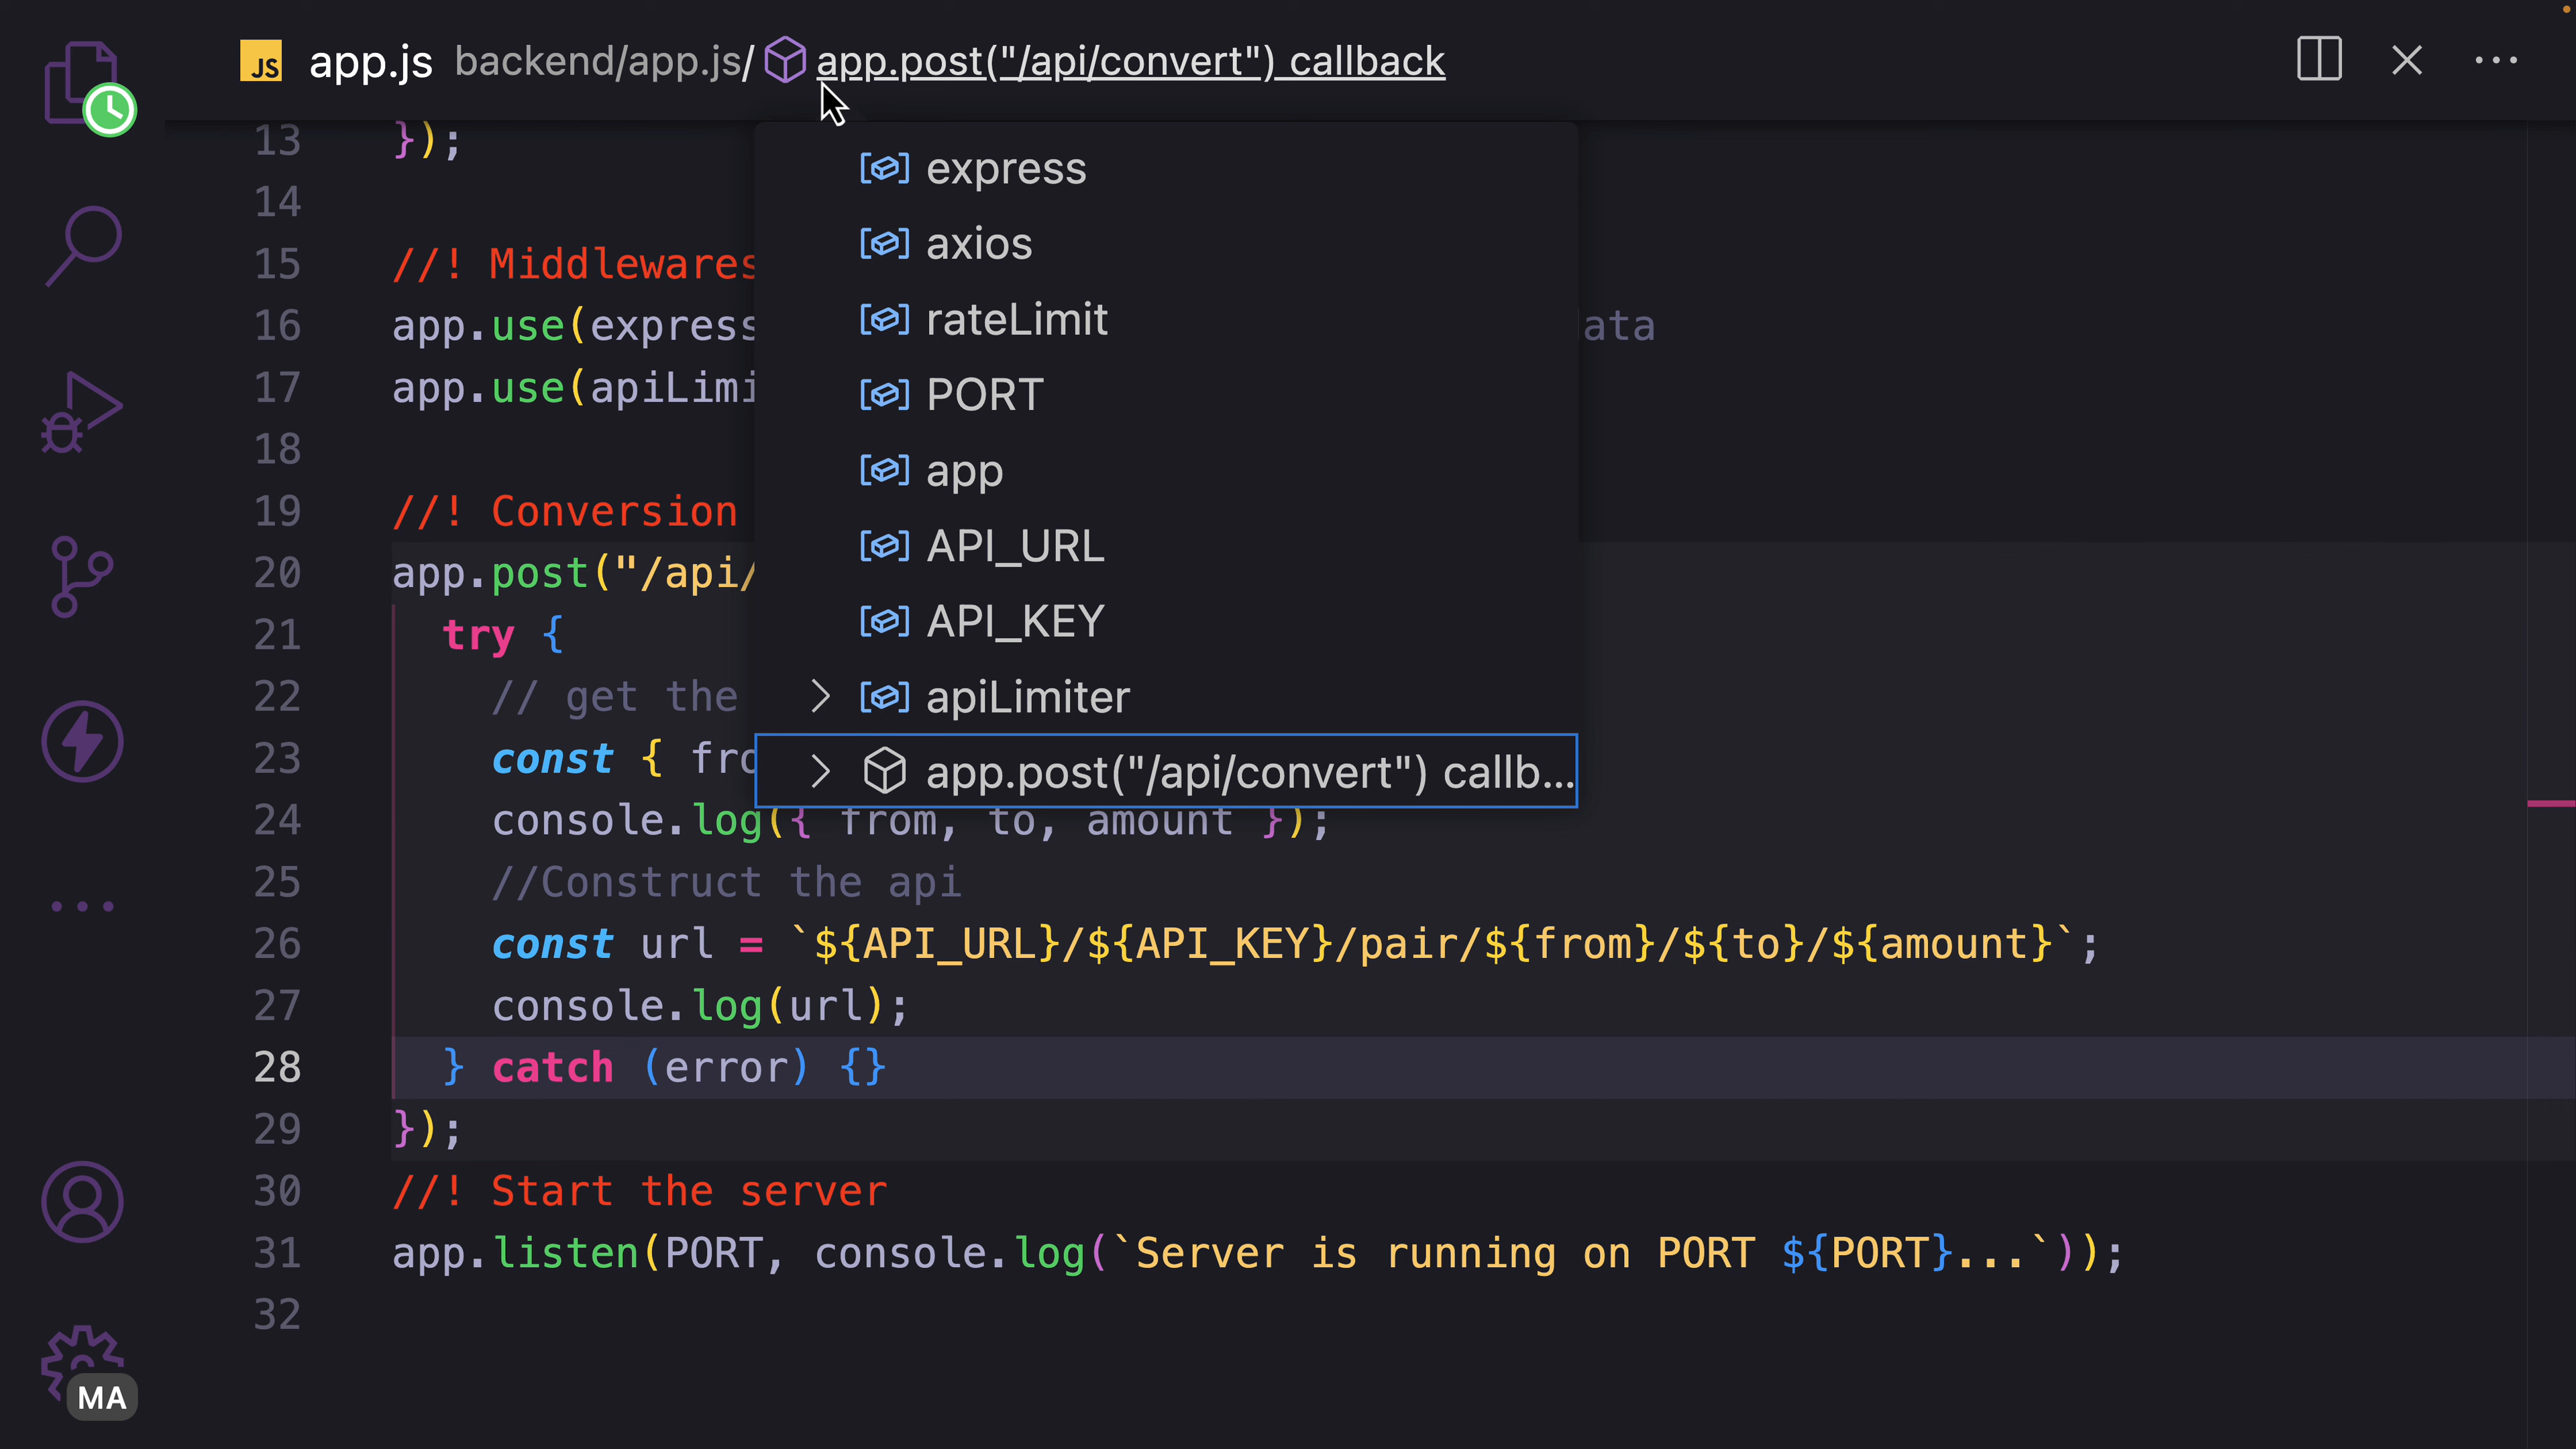 JS app.js backend/app.js/ app.post("/api/convert") callback
express
axios
rateLimit
PORT
app
API_URL
API_KEY
apiLimiter
app.post("/api/convert") callb...
13 });
14
15 //! Middlewares
16 app.use(express ata
17 app.use(apiLimi
18
19 //! Conversion
20 app.post("/api/
21 try {
22 // get the
23 const { fro
24 console.log({ from, to, amount });
25 //Construct the api
26 const url = `${API_URL}/${API_KEY}/pair/${from}/${to}/${amount}`;
27 console.log(url);
28 } catch (error) {}
29 });
30 //! Start the server
31 app.listen(PORT, console.log(`Server is running on PORT ${PORT}...`));
32
MA